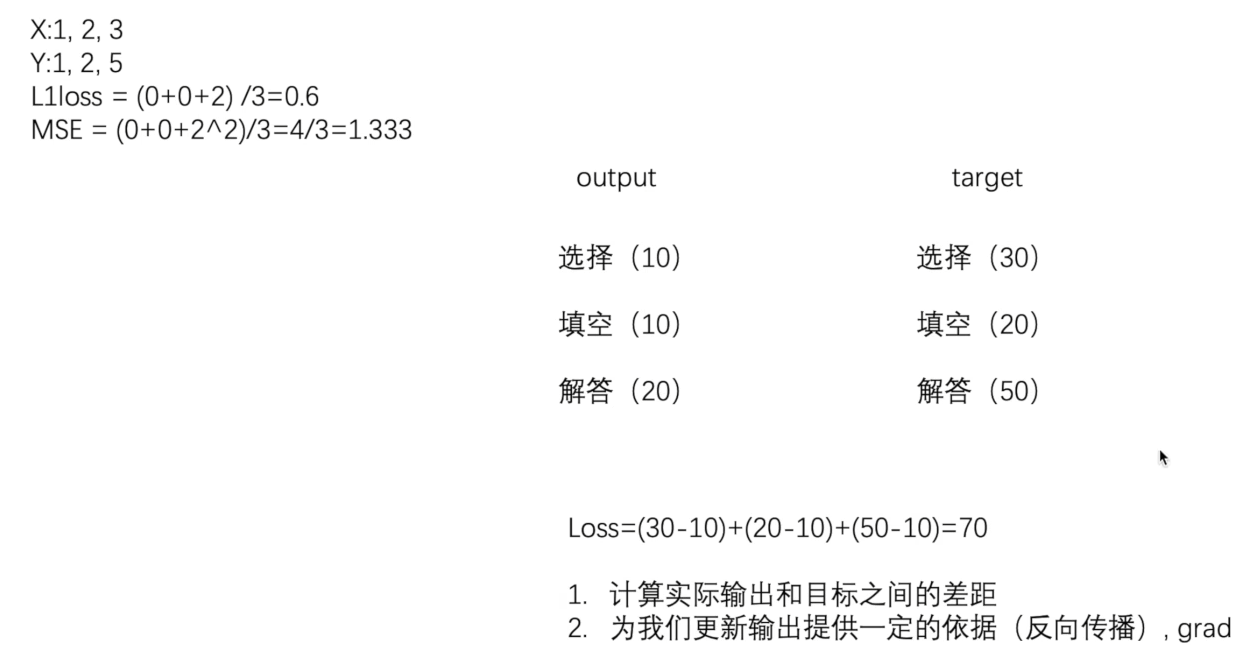 X:1, 2, 3
Y:1, 2, 5
L1loss = (0+0+2) /3=0.6
MSE = (0+0+2^2)/3=4/3=1.333
output target
选择（10） 选择（30）
填空（10） 填空（20）
解答（20） 解答（50）
Loss=(30-10)+(20-10)+(50-10)=70
1. 计算实际输出和目标之间的差距
2. 为我们更新输出提供一定的依据（反向传播）, grad